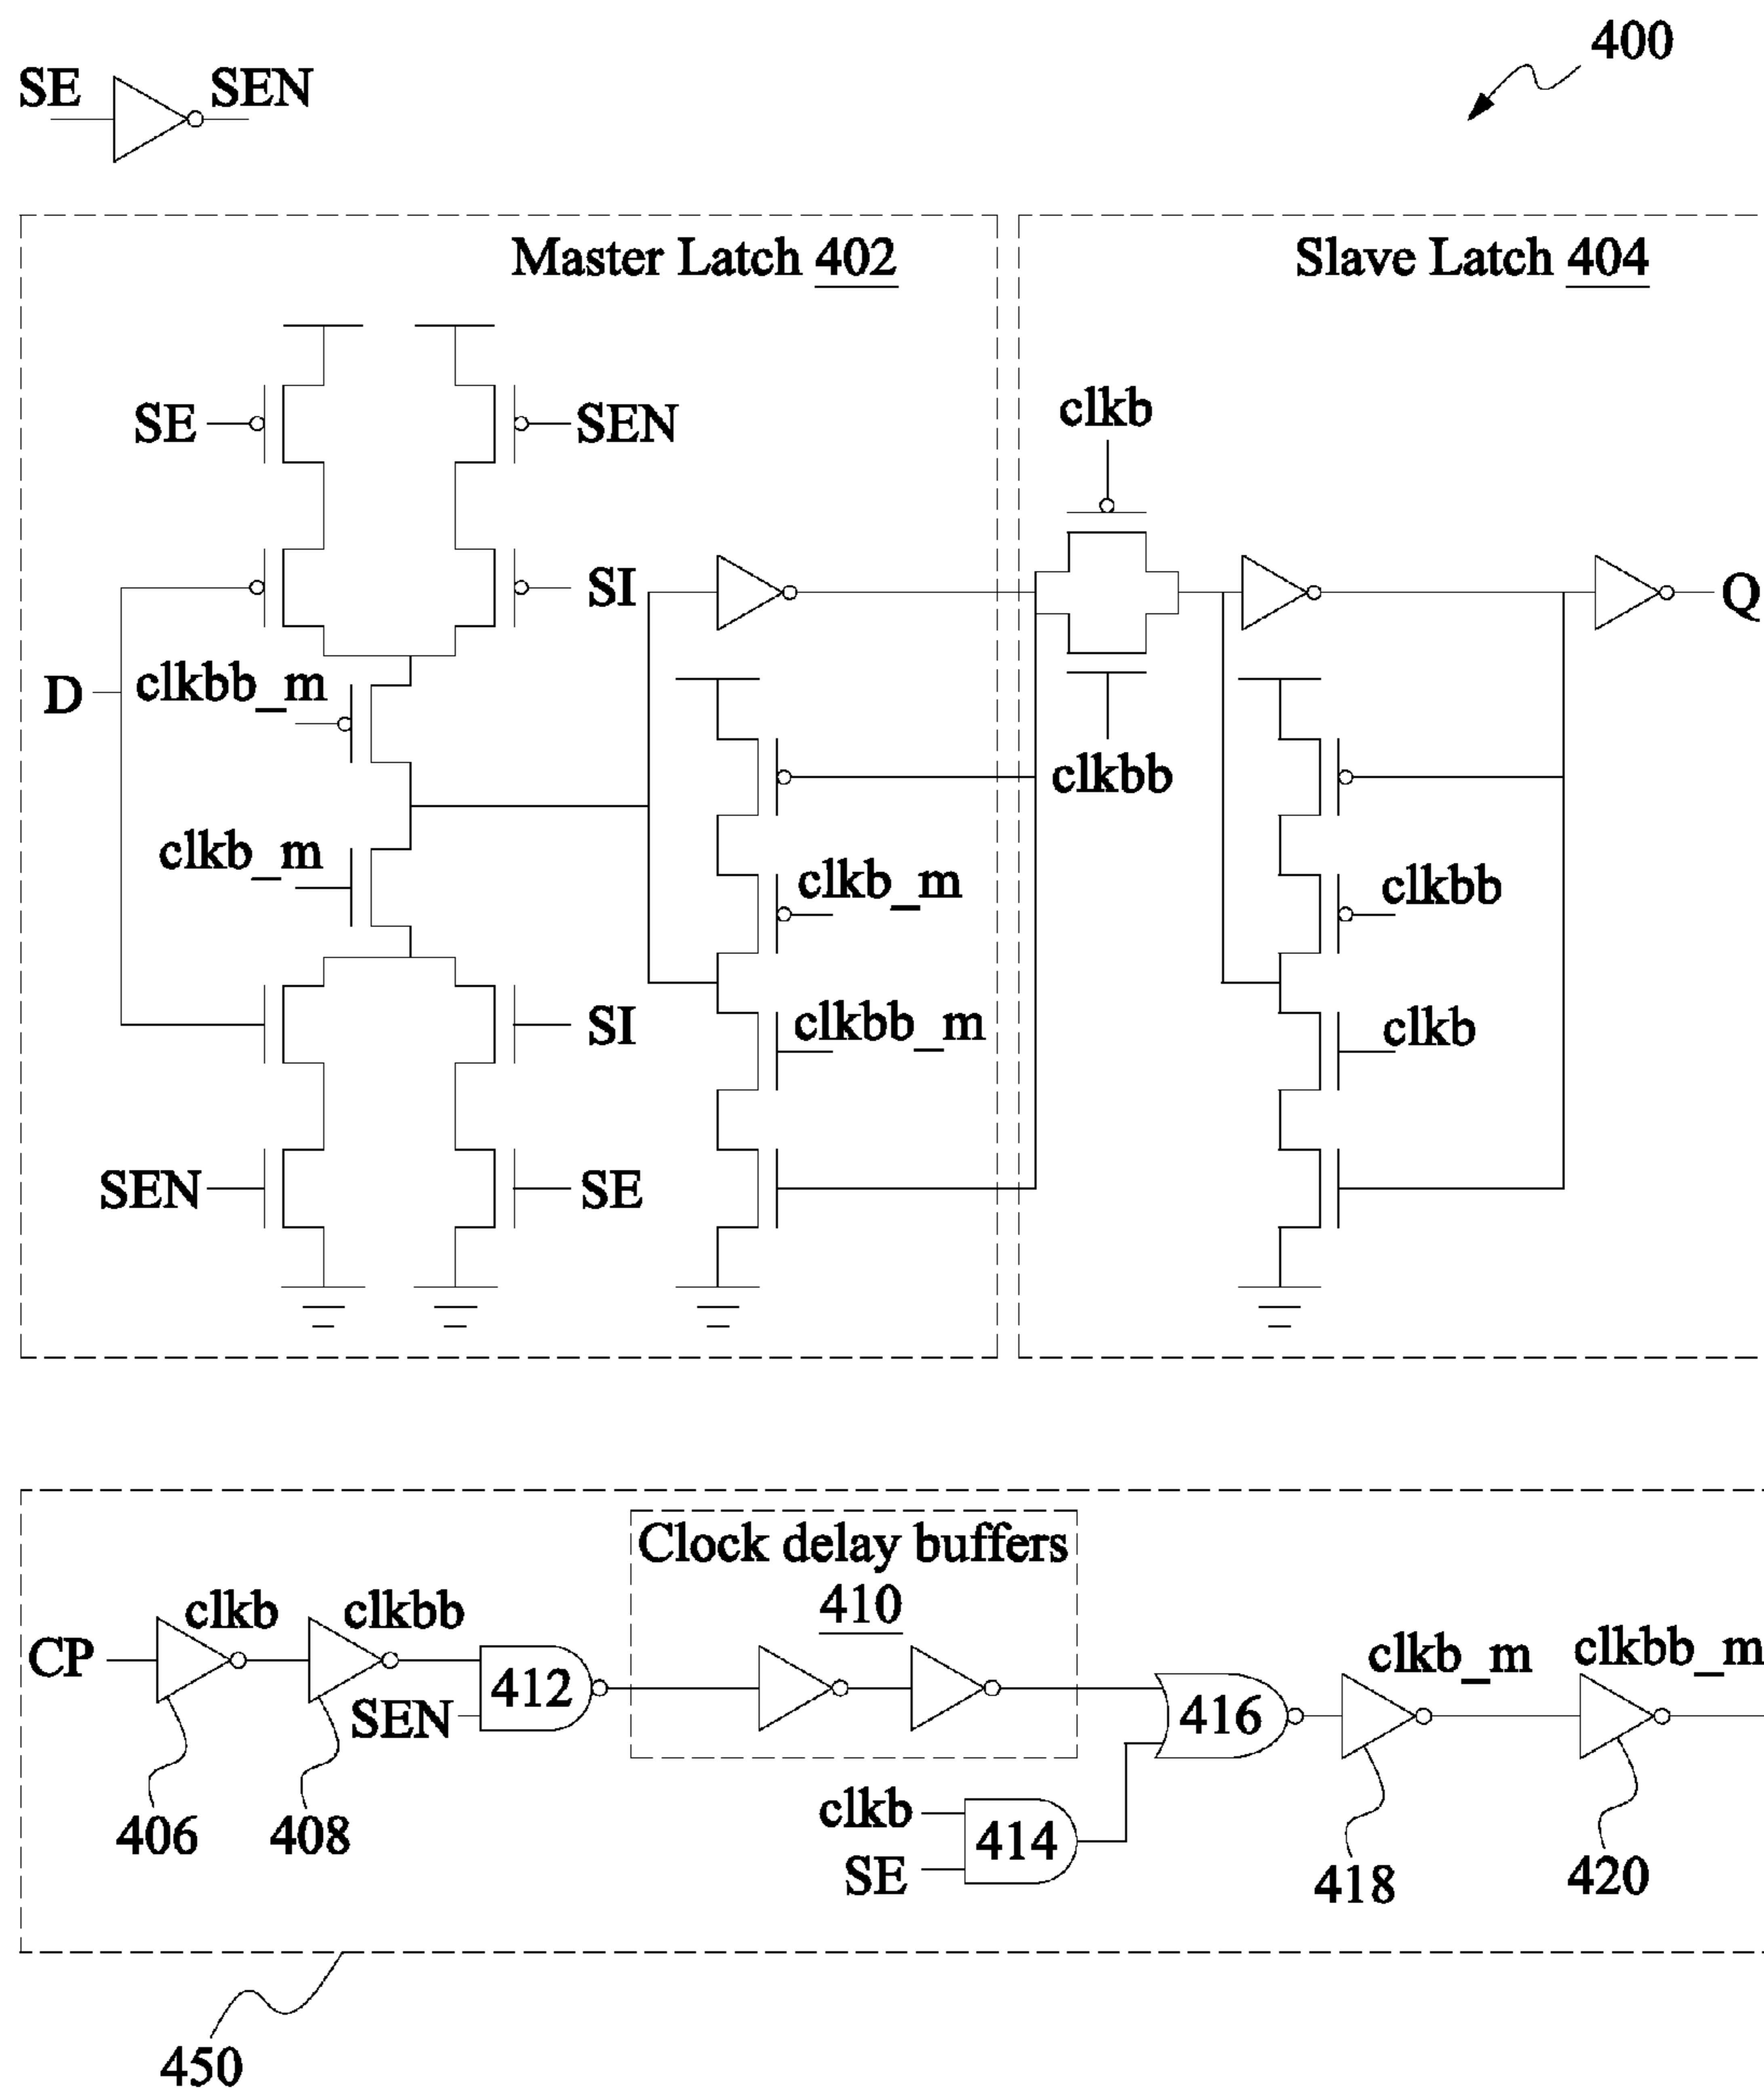 400
SE
SEN
Master Latch 402
Slave Latch 404
SE
SEN
clkb
SI
Q
D
clkbb_m
clkbb
clkb_m
clkb_m
clkbb
SI
clkbb_m
clkb
SEN
SE
Clock delay buffers
410
CP
clkb
clkbb
412
SEN
416
clkb_m
clkbb_m
clkb
414
SE
406
408
418
420
450